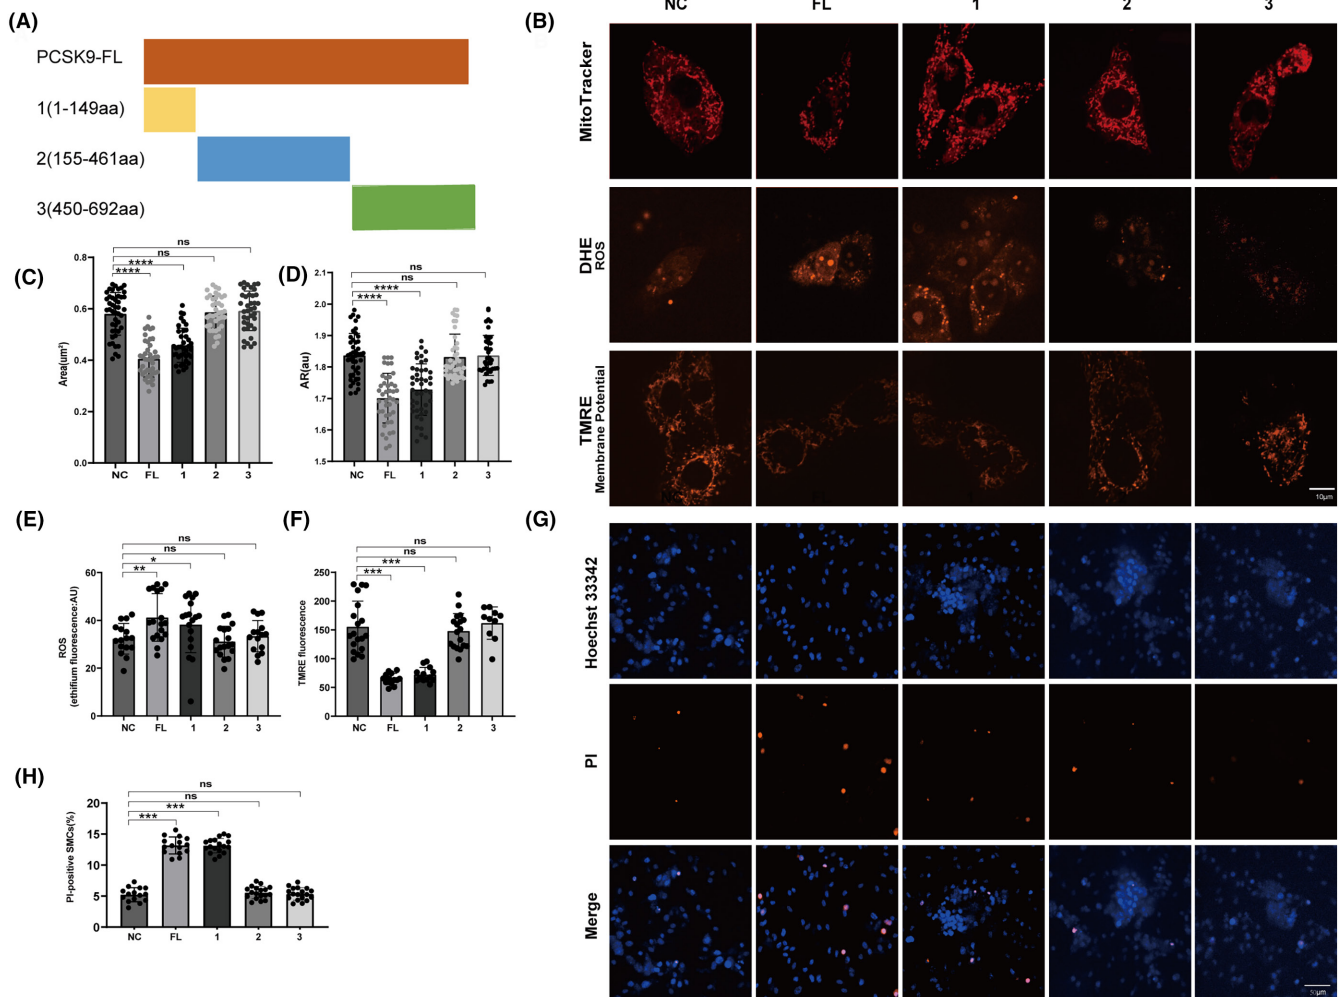 (A)
PCSK9-FL
1(1-149aa)
2(155-461aa)
3(450-692aa)
(B)
NC FL 1 2 3
MitoTracker
DHE
ROS
TMRE
Membrane Potential
10μm
(C)
ns
ns
****
****
Area(um²)
0.8
0.6
0.4
0.2
0.0
NC FL 1 2 3
(D)
ns
ns
****
****
AR(au)
2.1
2.0
1.9
1.8
1.7
1.6
1.5
NC FL 1 2 3
(E)
ns
ns
*
**
ROS
(ethifium fluorescence:AU)
60
40
20
0
NC FL 1 2 3
(F)
ns
ns
***
***
TMRE fluorescence
250
200
150
100
50
0
NC FL 1 2 3
(G)
Hoechst 33342
PI
Merge
50μm
(H)
ns
ns
***
***
PI-positive SMCs(%)
20
15
10
5
0
NC FL 1 2 3